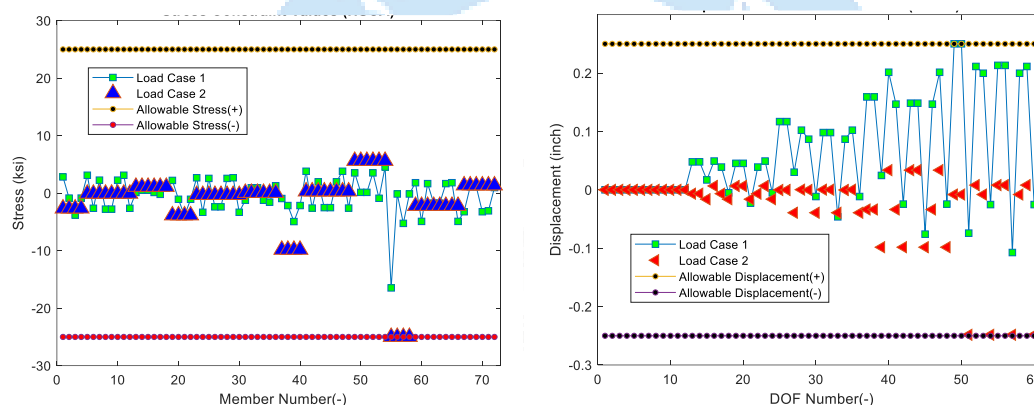 30
20
10
0
-10
-20
-30
Stress (ksi)
Load Case 1
Load Case 2
Allowable Stress(+)
Allowable Stress(-)
0 10 20 30 40 50 60 70
Member Number(-)
0.2
0.1
0
-0.1
-0.2
-0.3
Displacement (inch)
Load Case 1
Load Case 2
Allowable Displacement(+)
Allowable Displacement(-)
0 10 20 30 40 50
DOF Number(-)